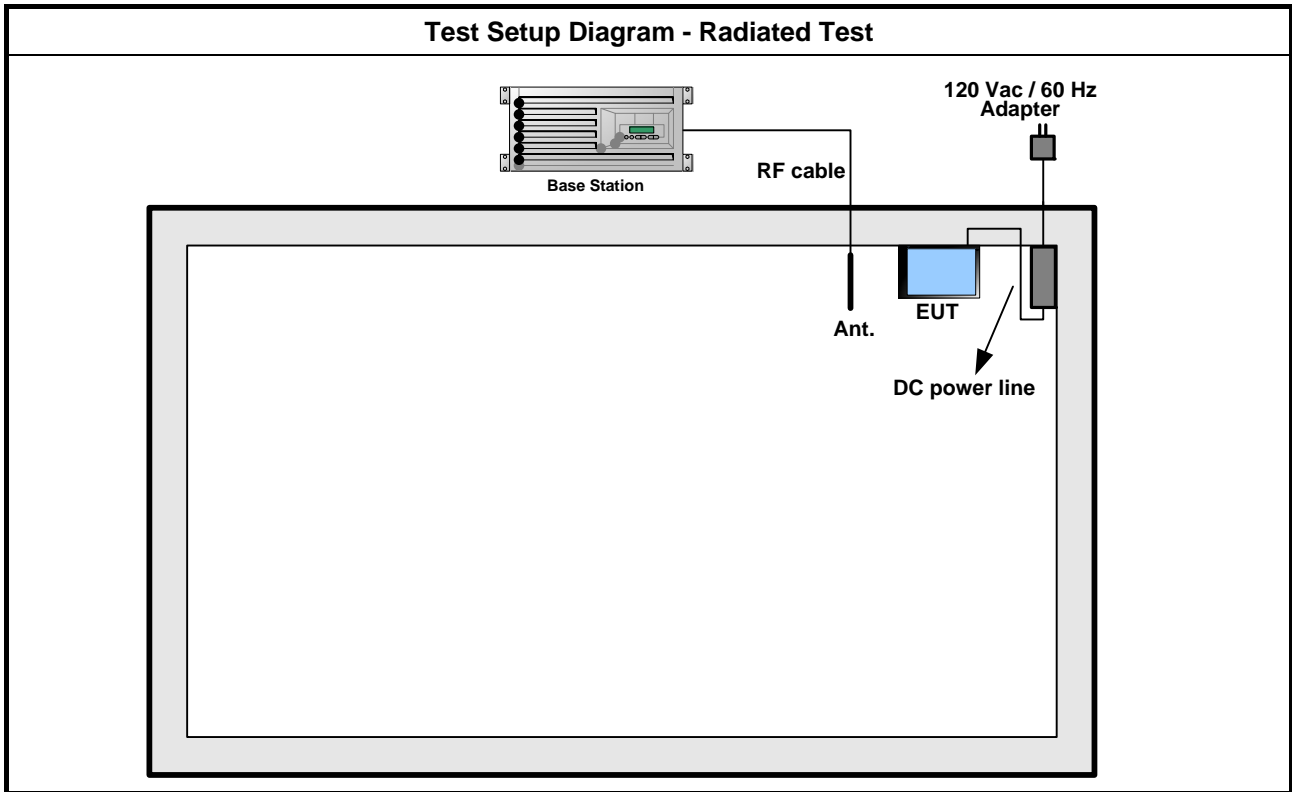 Test Setup Diagram - Radiated Test
120 Vac / 60 Hz
Adapter
RF cable
Base Station
EUT
Ant.
DC power line